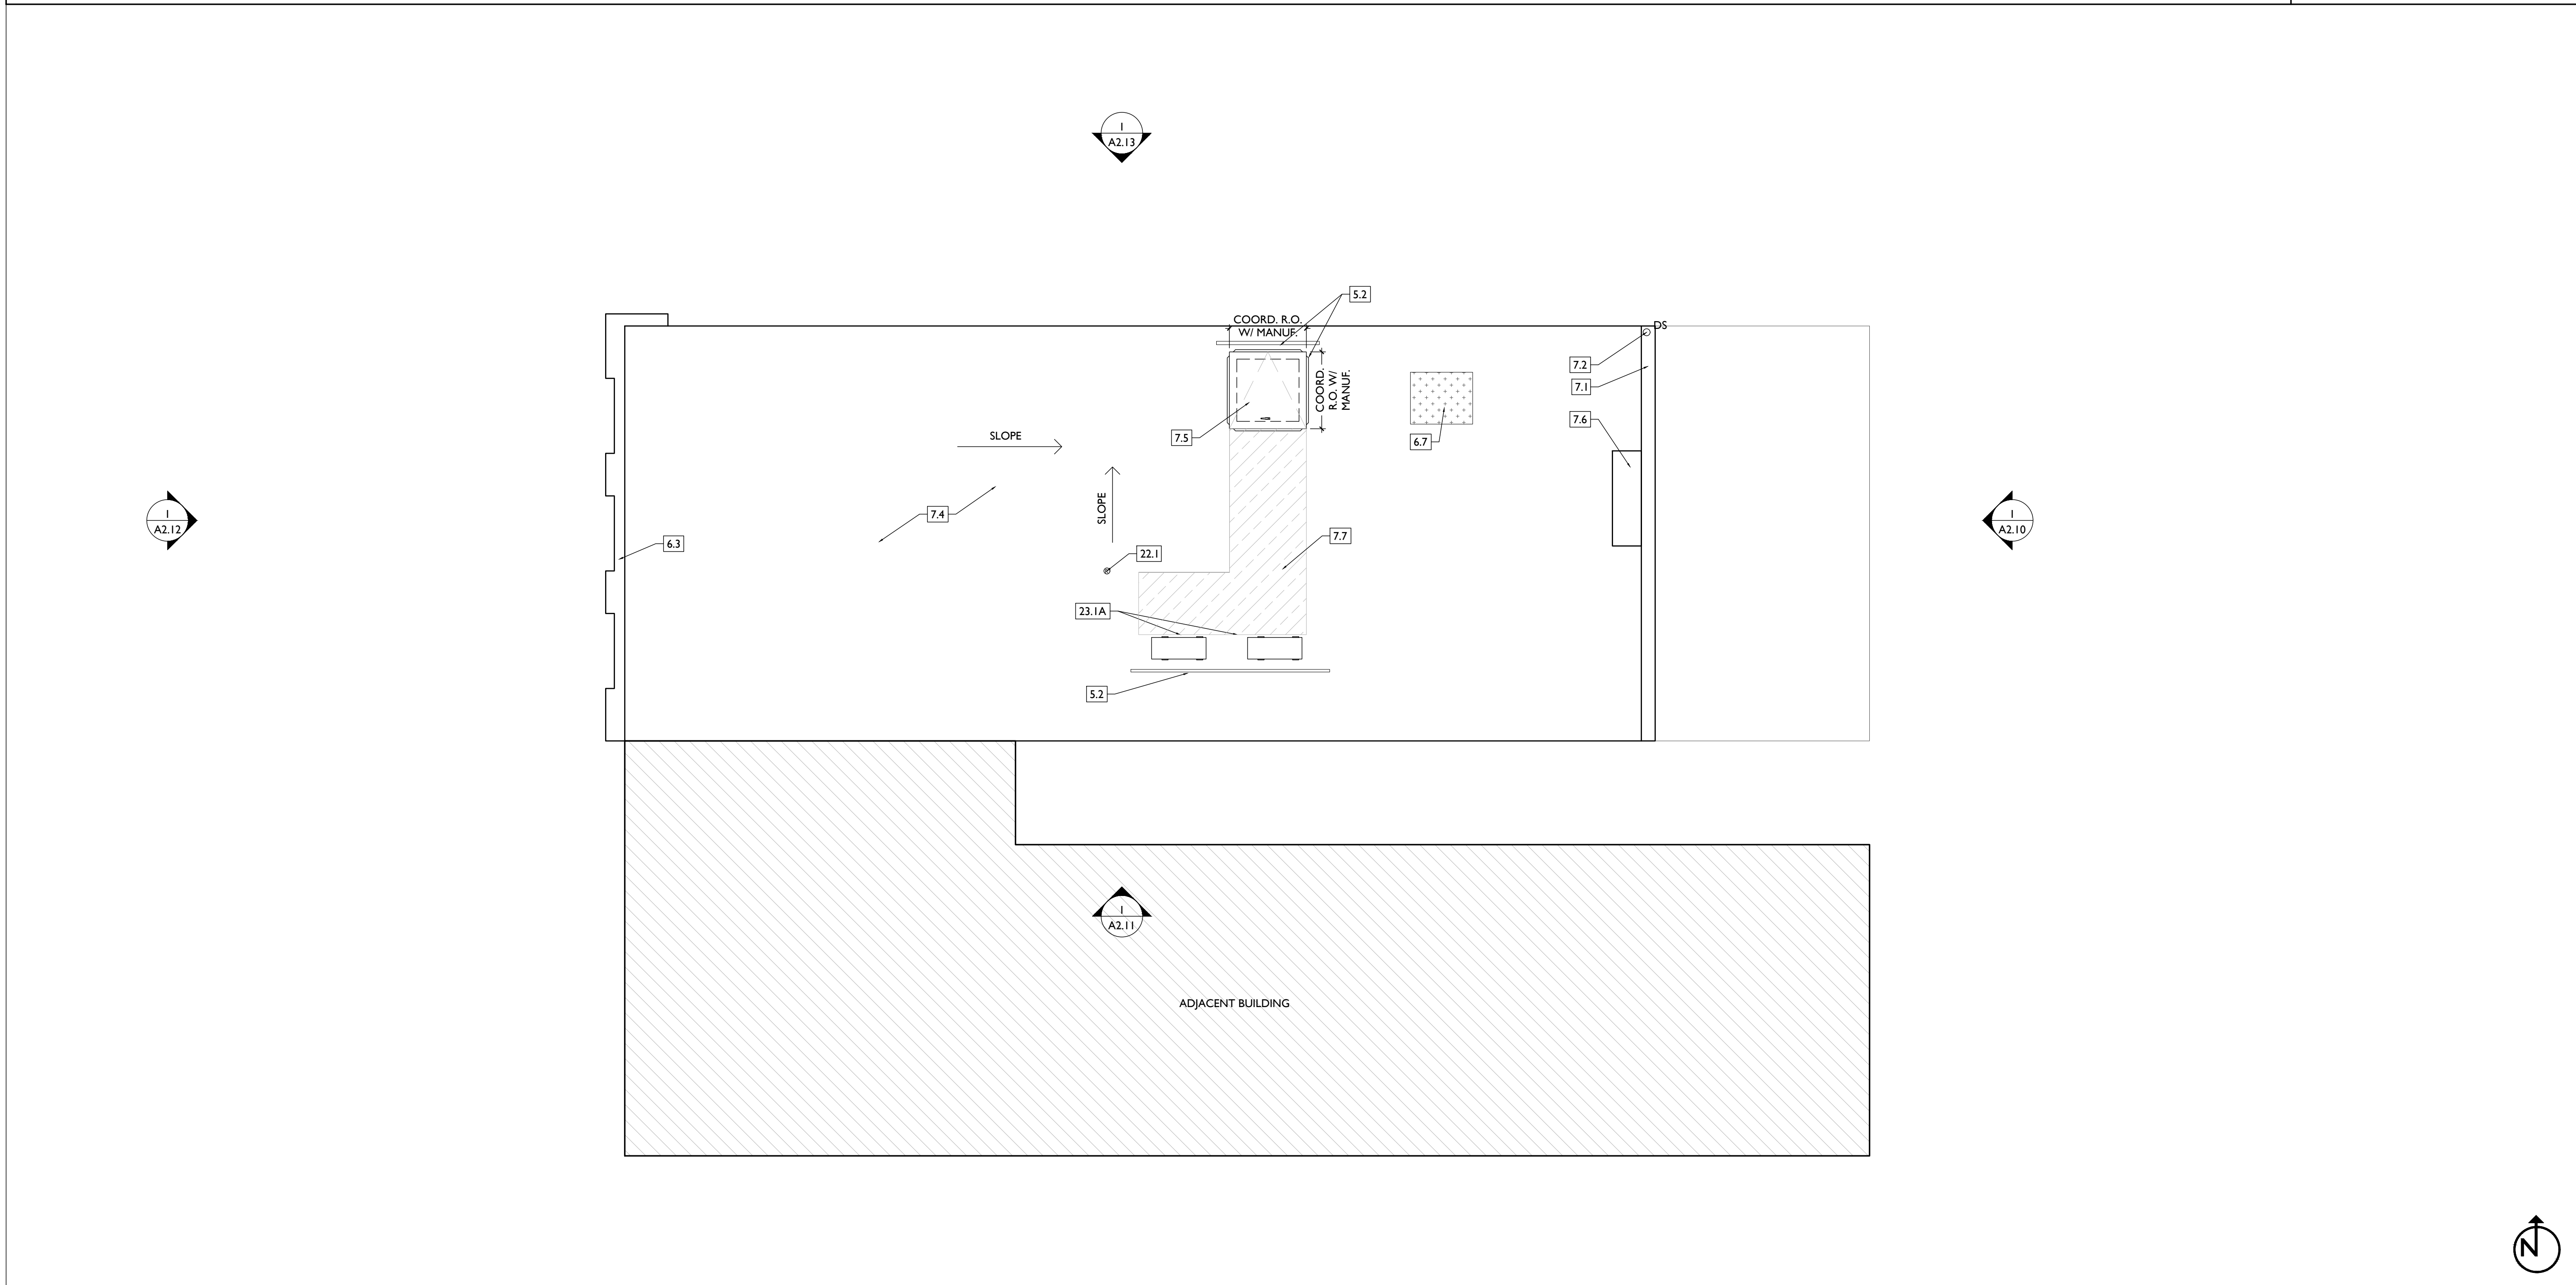 1
A2.13
5.2
COORD. R.O.
W/ MANUF.
DS
7.2
7.1
COORD.
R.O. W/
MANUF.
7.6
SLOPE
7.5
6.7
SLOPE
7.4
1
A2.12
1
A2.10
6.3
7.7
22.1
23.1A
5.2
1
A2.11
ADJACENT BUILDING
N